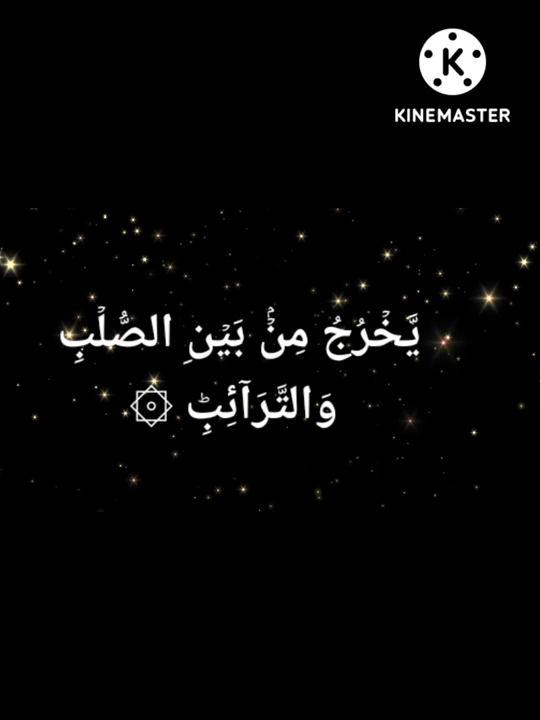 K
KINEMASTER
يَّخۡرُجُ مِنۡۢ بَيۡنِ الصُّلۡبِ
وَالتَّرَآئِبِؕ ۞